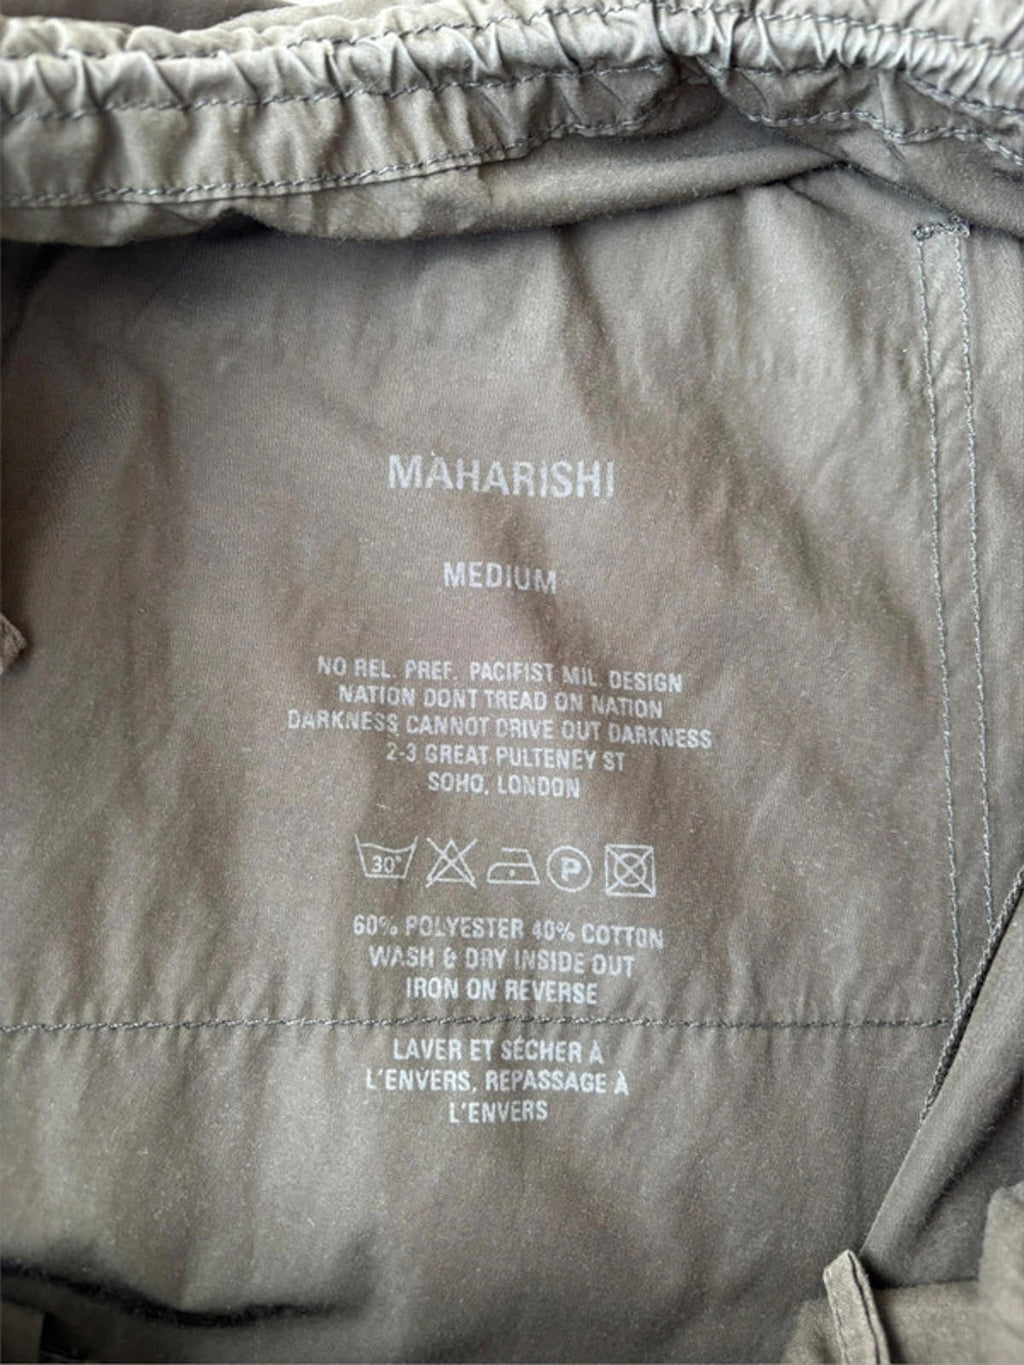 MAHARISHI
MEDIUM
NO REL. PREF. PACIFIST MIL. DESIGN
NATION DONT TREAD ON NATION
DARKNESS CANNOT DRIVE OUT DARKNESS
2-3 GREAT PULTENEY ST
SOHO, LONDON
30° P
60% POLYESTER 40% COTTON
WASH & DRY INSIDE OUT
IRON ON REVERSE
LAVER ET SÉCHER À
L'ENVERS, REPASSAGE À
L'ENVERS